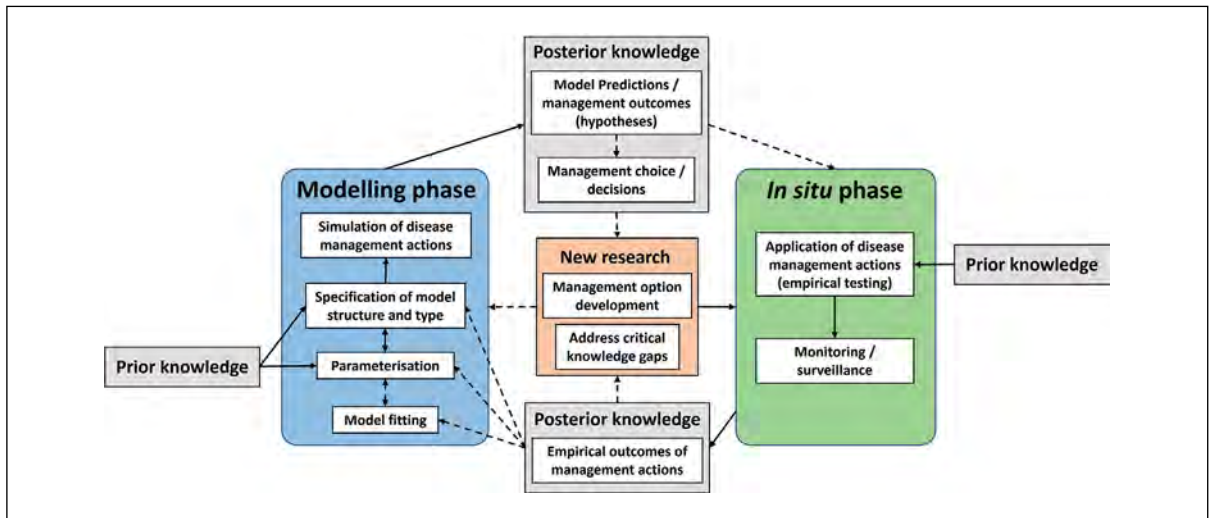 Posterior knowledge
Model Predictions /
management outcomes
(hypotheses)
Management choice /
decisions
Modelling phase
Simulation of disease
management actions
Specification of model
structure and type
Parameterisation
Model fitting
Prior knowledge
New research
Management option
development
Address critical
knowledge gaps
Posterior knowledge
Empirical outcomes of
management actions
In situ phase
Application of disease
management actions
(empirical testing)
Monitoring /
surveillance
Prior knowledge